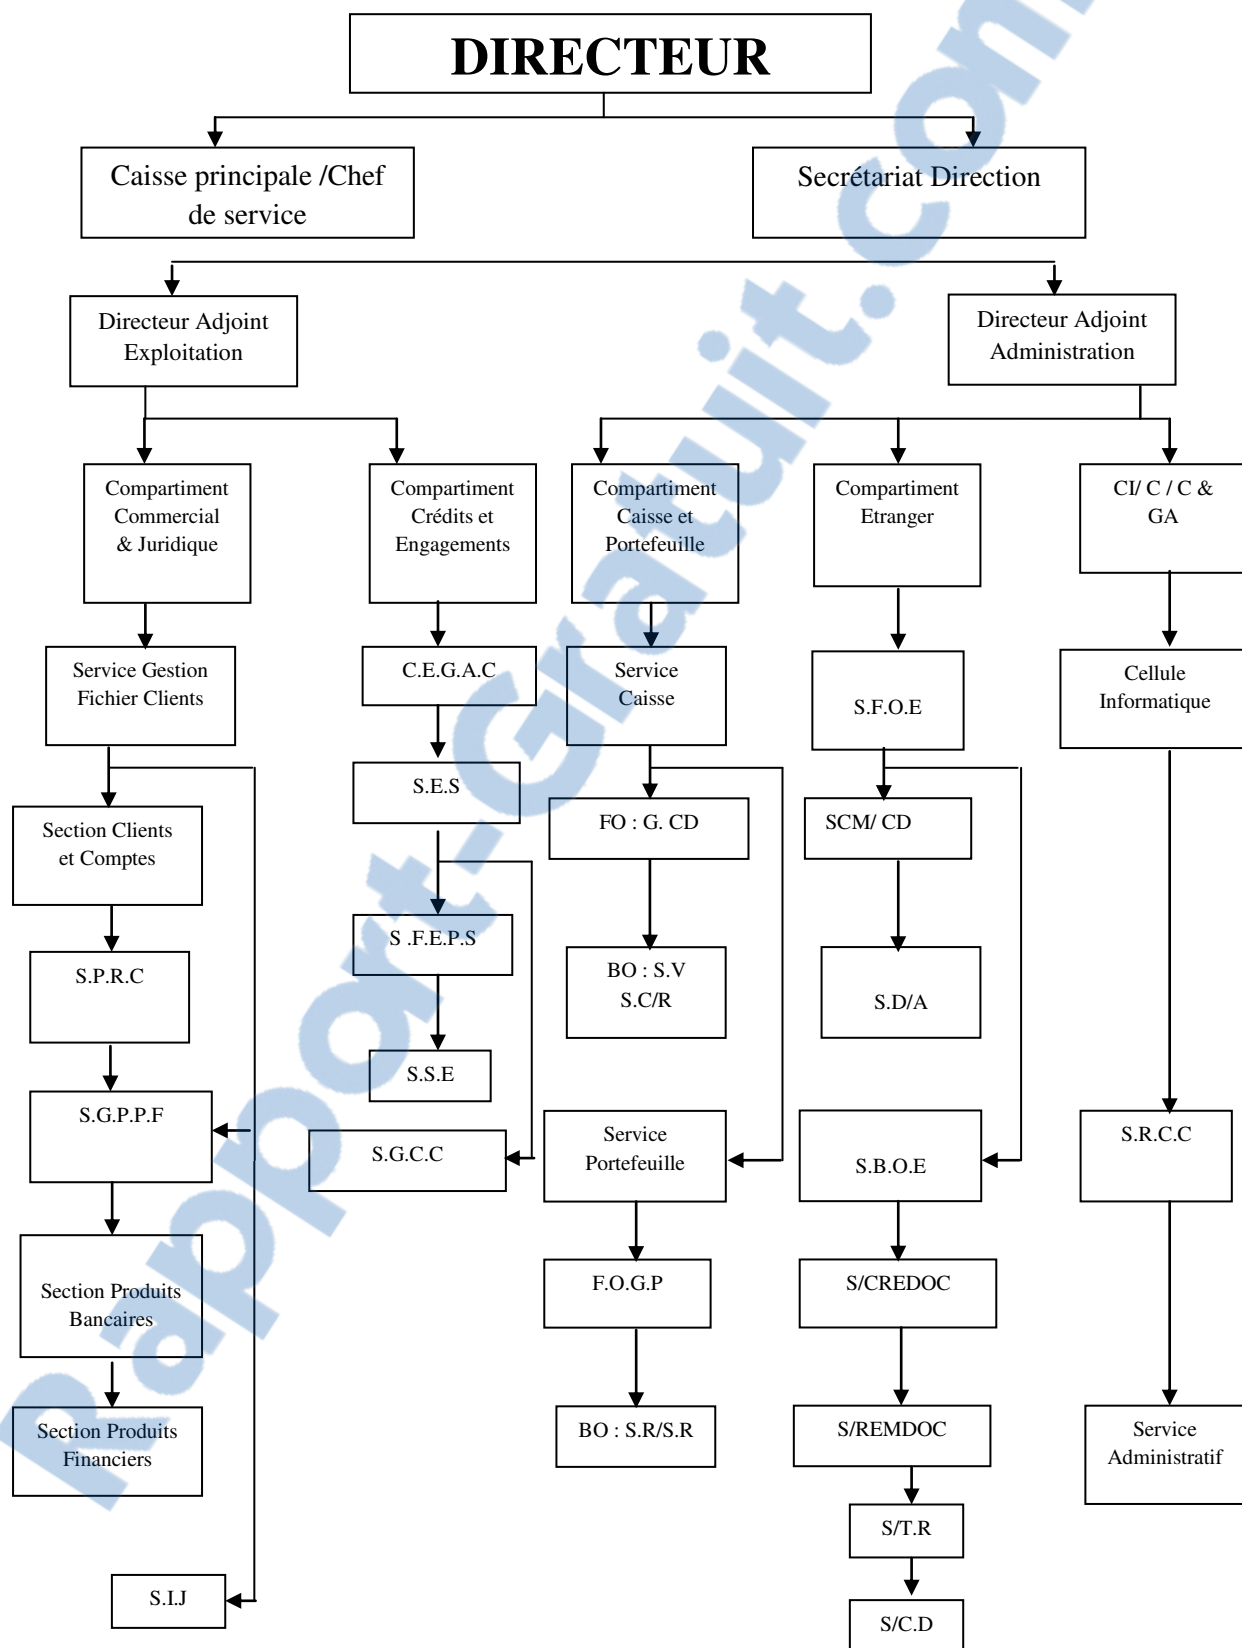 DIRECTEUR
Caisse principale /Chef
de service
Secrétariat Direction
Directeur Adjoint
Exploitation
Directeur Adjoint
Administration
Compartiment
Commercial
& Juridique
Compartiment
Crédits et
Engagements
Compartiment
Caisse et
Portefeuille
Compartiment
Etranger
CI/ C / C &
GA
Service Gestion
Fichier Clients
C.E.G.A.C
Service
Caisse
S.F.O.E
Cellule
Informatique
S.E.S
Section Clients
et Comptes
FO : G. CD
SCM/ CD
S .F.E.P.S
S.P.R.C
BO : S.V
S.C/R
S.D/A
S.S.E
S.G.P.P.F
S.G.C.C
Service
Portefeuille
S.B.O.E
S.R.C.C
Section Produits
Bancaires
F.O.G.P
S/CREDOC
Section Produits
Financiers
BO : S.R/S.R
S/REMDOC
Service
Administratif
S/T.R
S.I.J
S/C.D
Rapport-Gratuit.com